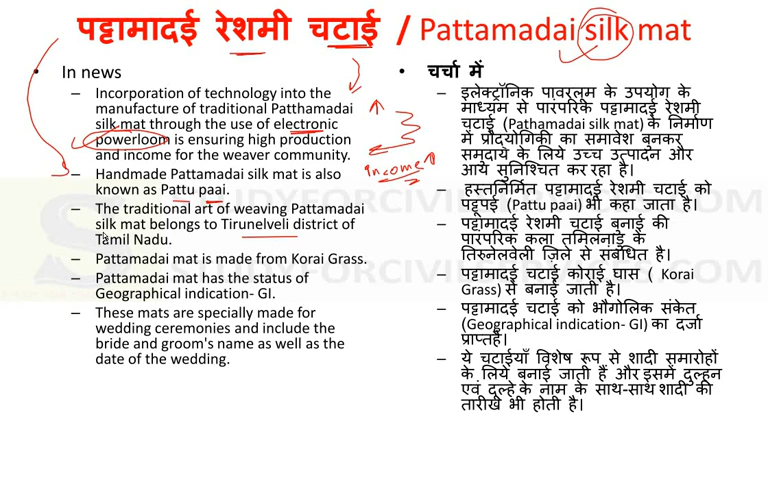 पट्टामादई रेशमी चटाई / Pattamadai silk mat
• In news
– Incorporation of technology into the
manufacture of traditional Patthamadai
silk mat through the use of electronic
powerloom is ensuring high production
and income for the weaver community.
– Handmade Pattamadai silk mat is also
known as Pattu paai.
– The traditional art of weaving Pattamadai
silk mat belongs to Tirunelveli district of
Tamil Nadu.
– Pattamadai mat is made from Korai Grass.
– Pattamadai mat has the status of
Geographical indication- GI.
– These mats are specially made for
wedding ceremonies and include the
bride and groom's name as well as the
date of the wedding.
income
• चर्चा में
– इलेक्ट्रॉनिक पावरलूम के उपयोग के
माध्यम से पारंपरिक पट्टामादई रेशमी
चटाई (Pathamadai silk mat) के निर्माण
में प्रौद्योगिकी का समावेश बुनकर
समुदाय के लिये उच्च उत्पादन और
आय सुनिश्चित कर रहा है।
– हस्तनिर्मित पट्टामादई रेशमी चटाई को
पट्टूपई (Pattu paai) भी कहा जाता है।
– पट्टामादई रेशमी चटाई बुनाई की
पारंपरिक कला तमिलनाडु के
तिरुनेलवेली ज़िले से संबंधित है।
– पट्टामादई चटाई कोराई घास ( Korai
Grass) से बनाई जाती है।
– पट्टामादई चटाई को भौगोलिक संकेत
(Geographical indication- GI) का दर्जा
प्राप्तहै।
– ये चटाईयाँ विशेष रूप से शादी समारोहों
के लिये बनाई जाती हैं और इसमें दुल्हन
एवं दूल्हे के नाम के साथ-साथ शादी की
तारीख भी होती है।